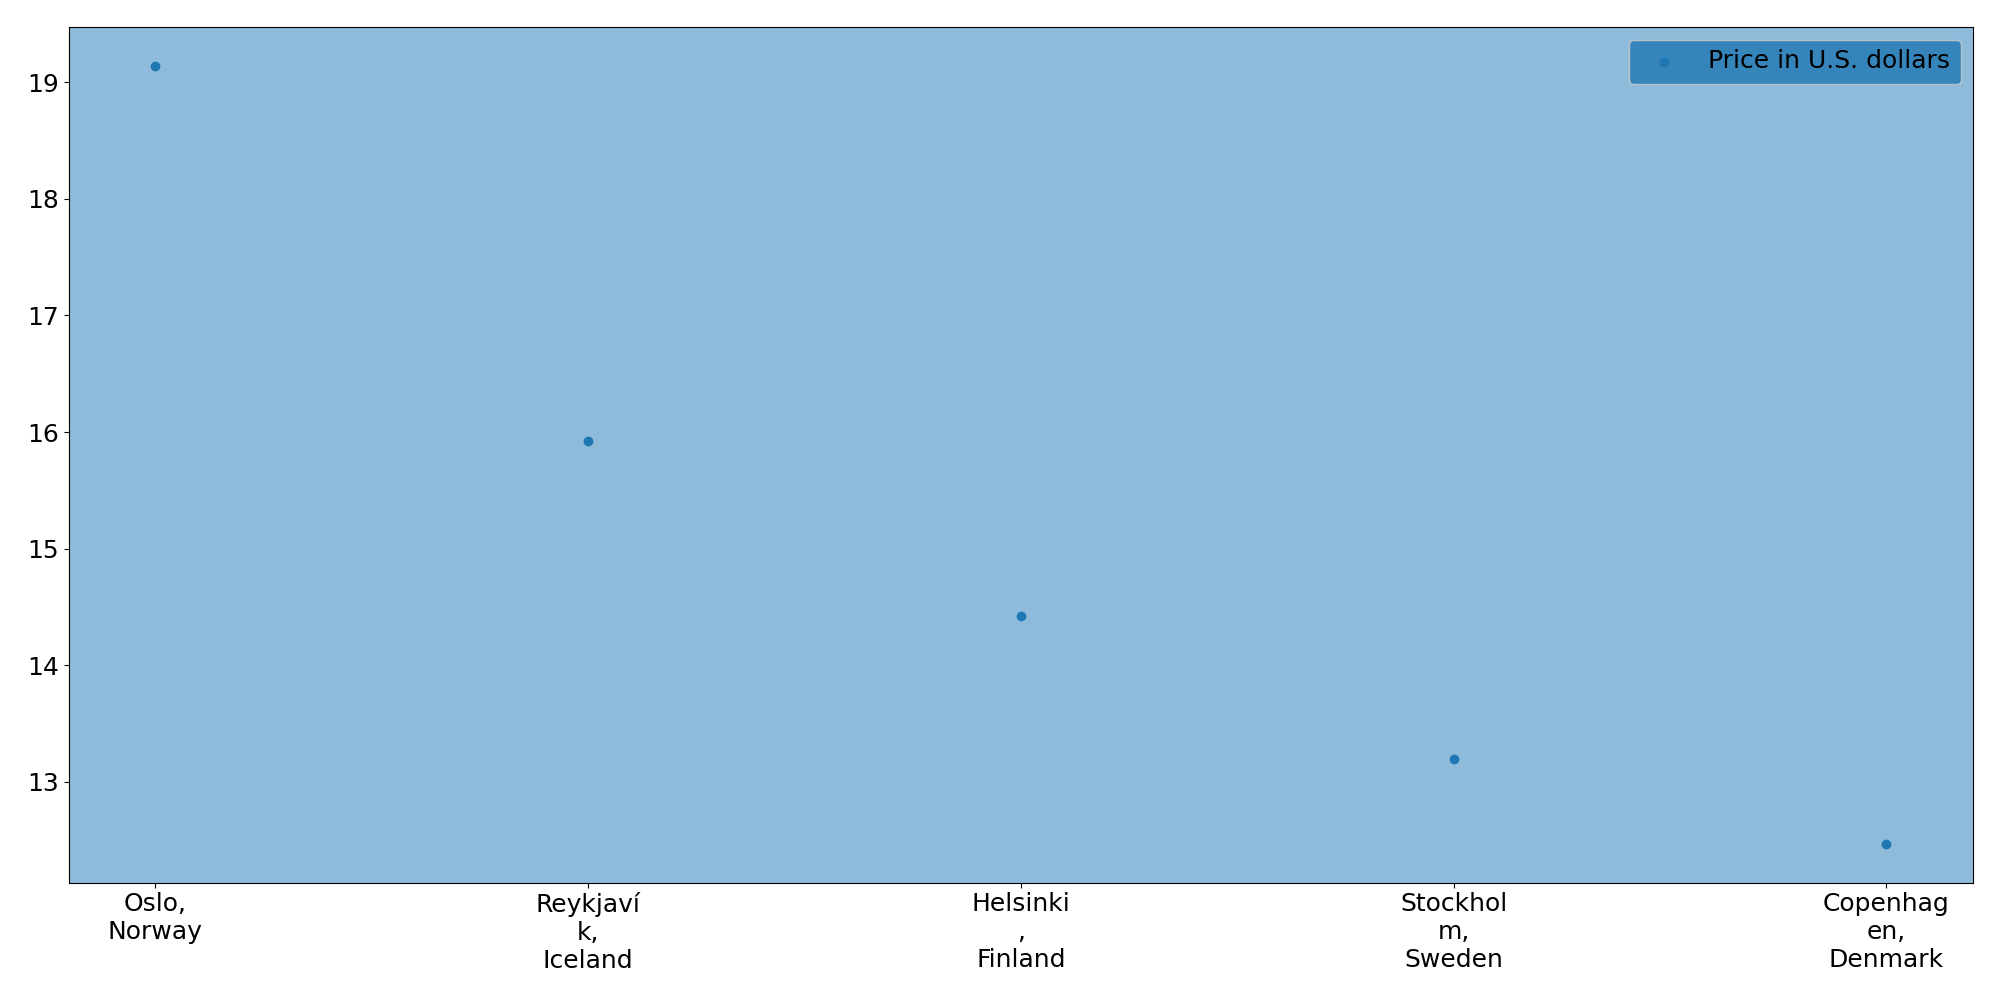 Price in U.S. dollars
19
18
17
16
15
14
13
Oslo,
Norway
Reykjaví
k,
Iceland
Helsinki
,
Finland
Stockhol
m,
Sweden
Copenhag
en,
Denmark